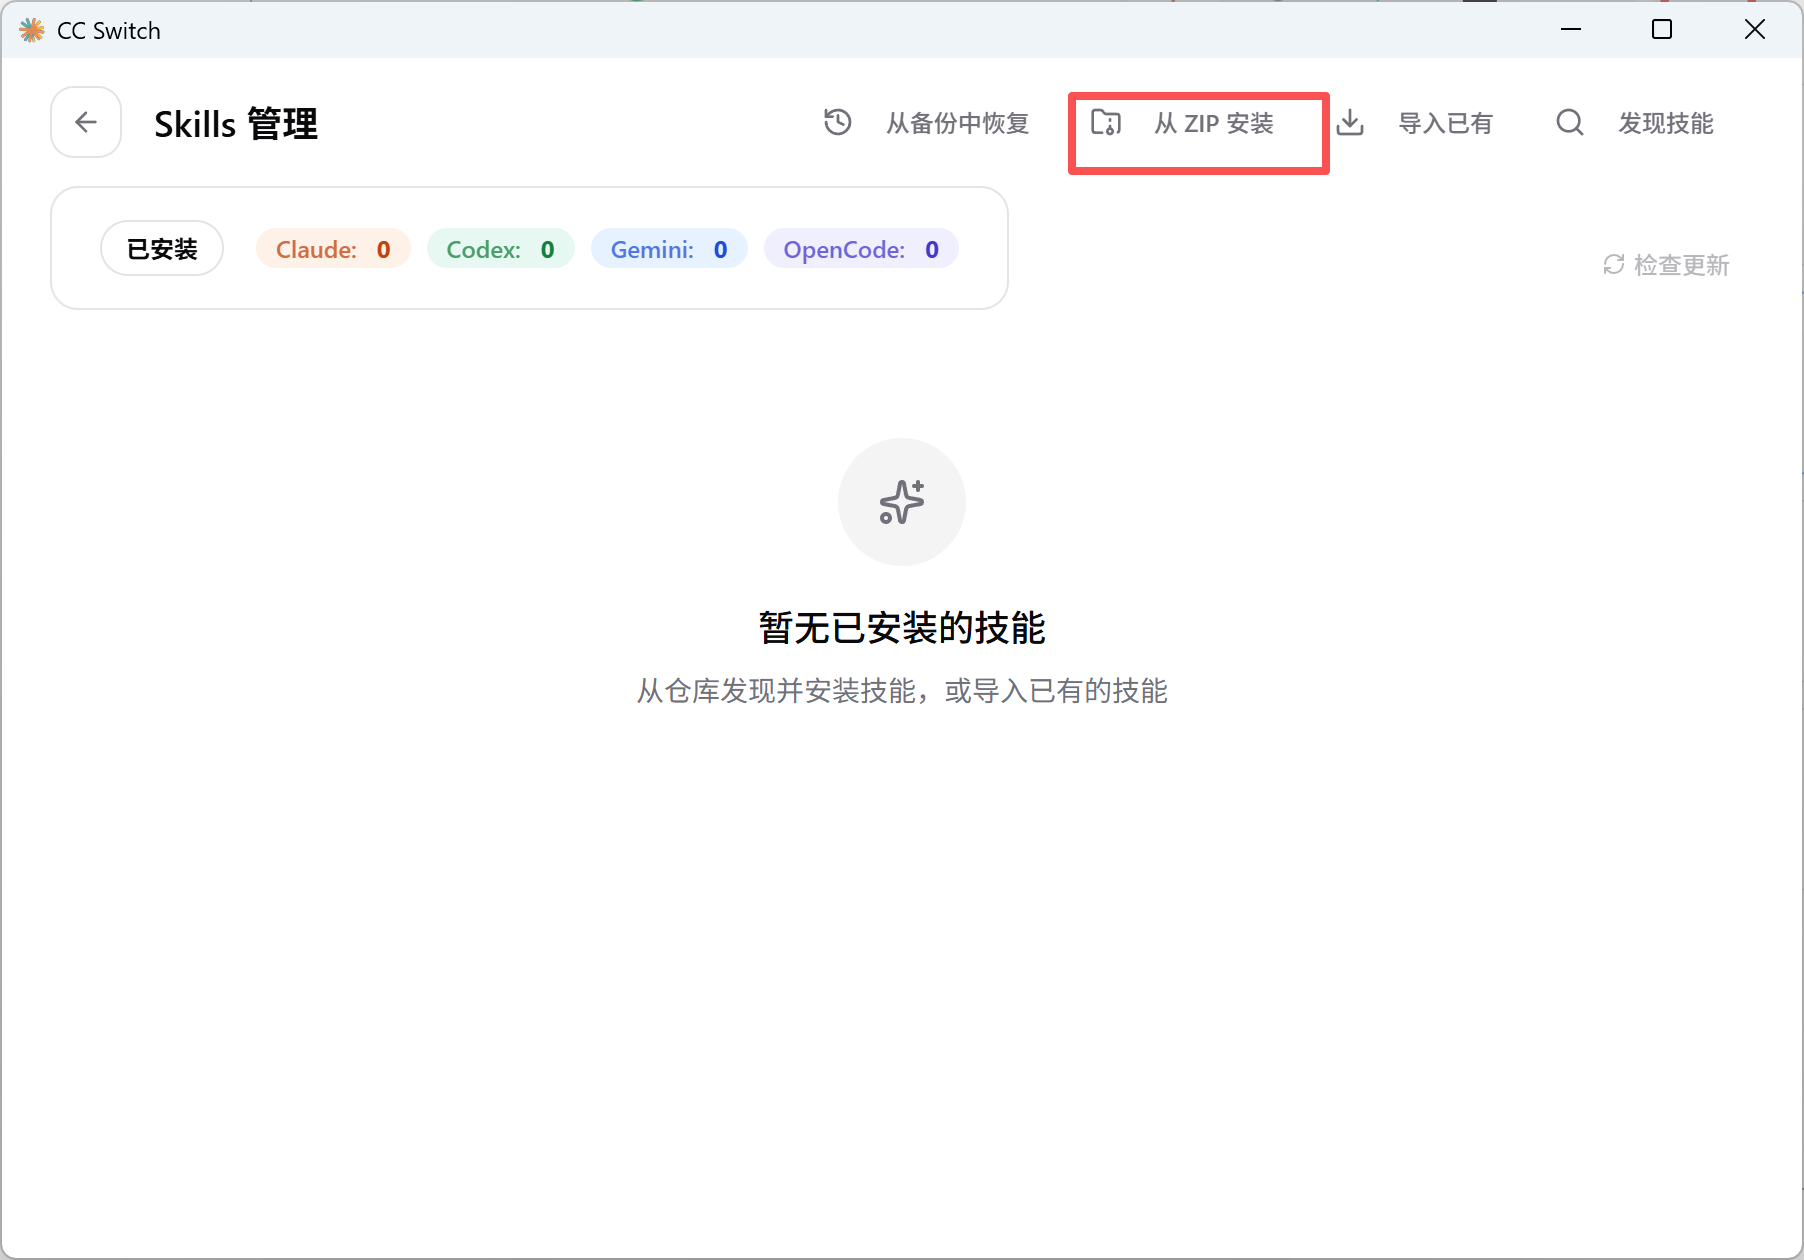 CC Switch
Skills 管理
从备份中恢复
从 ZIP 安装
导入已有
发现技能
已安装
Claude: 0
Codex: 0
Gemini: 0
OpenCode: 0
检查更新
暂无已安装的技能
从仓库发现并安装技能，或导入已有的技能